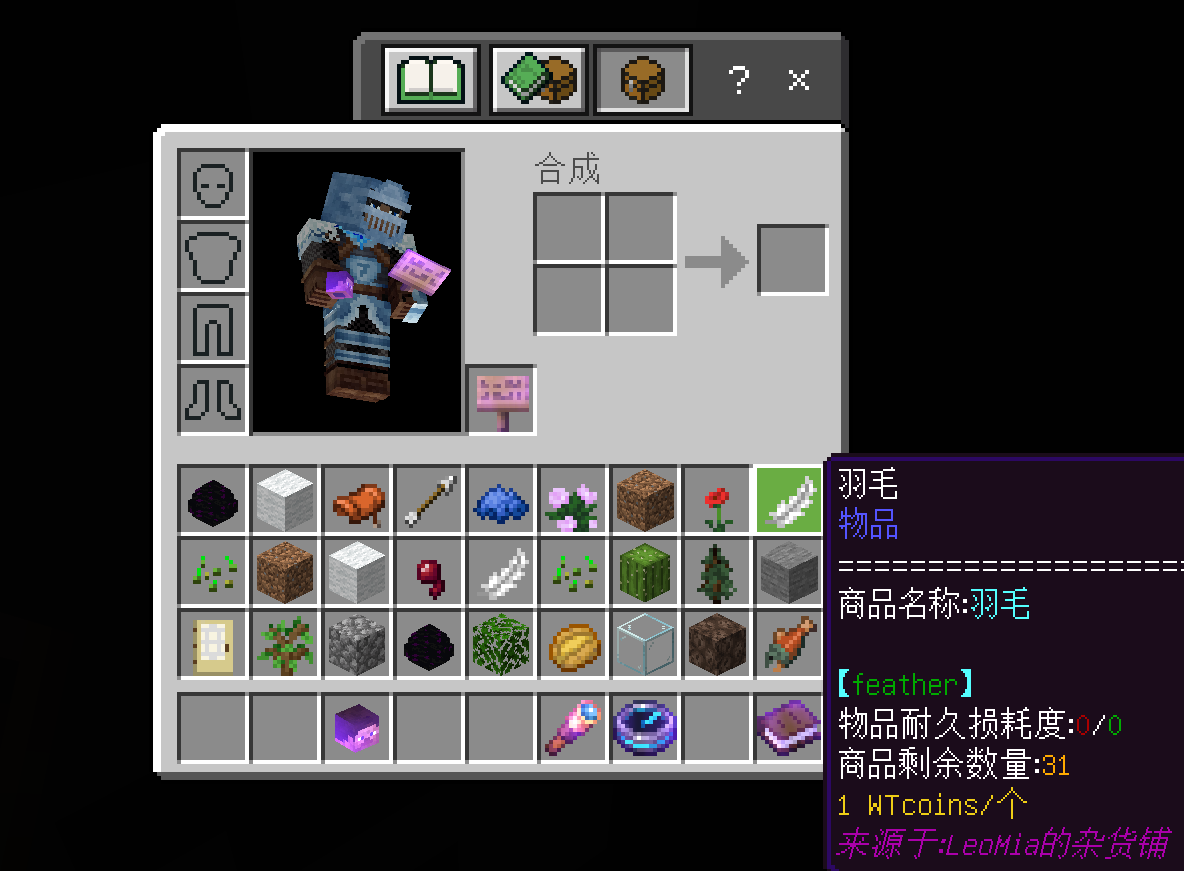 ?
合成
羽毛
物品
====================
商品名称:羽毛
【feather】
物品耐久损耗度:0/0
商品剩余数量:31
1 WTcoins/个
来源于:LeoMia的杂货铺